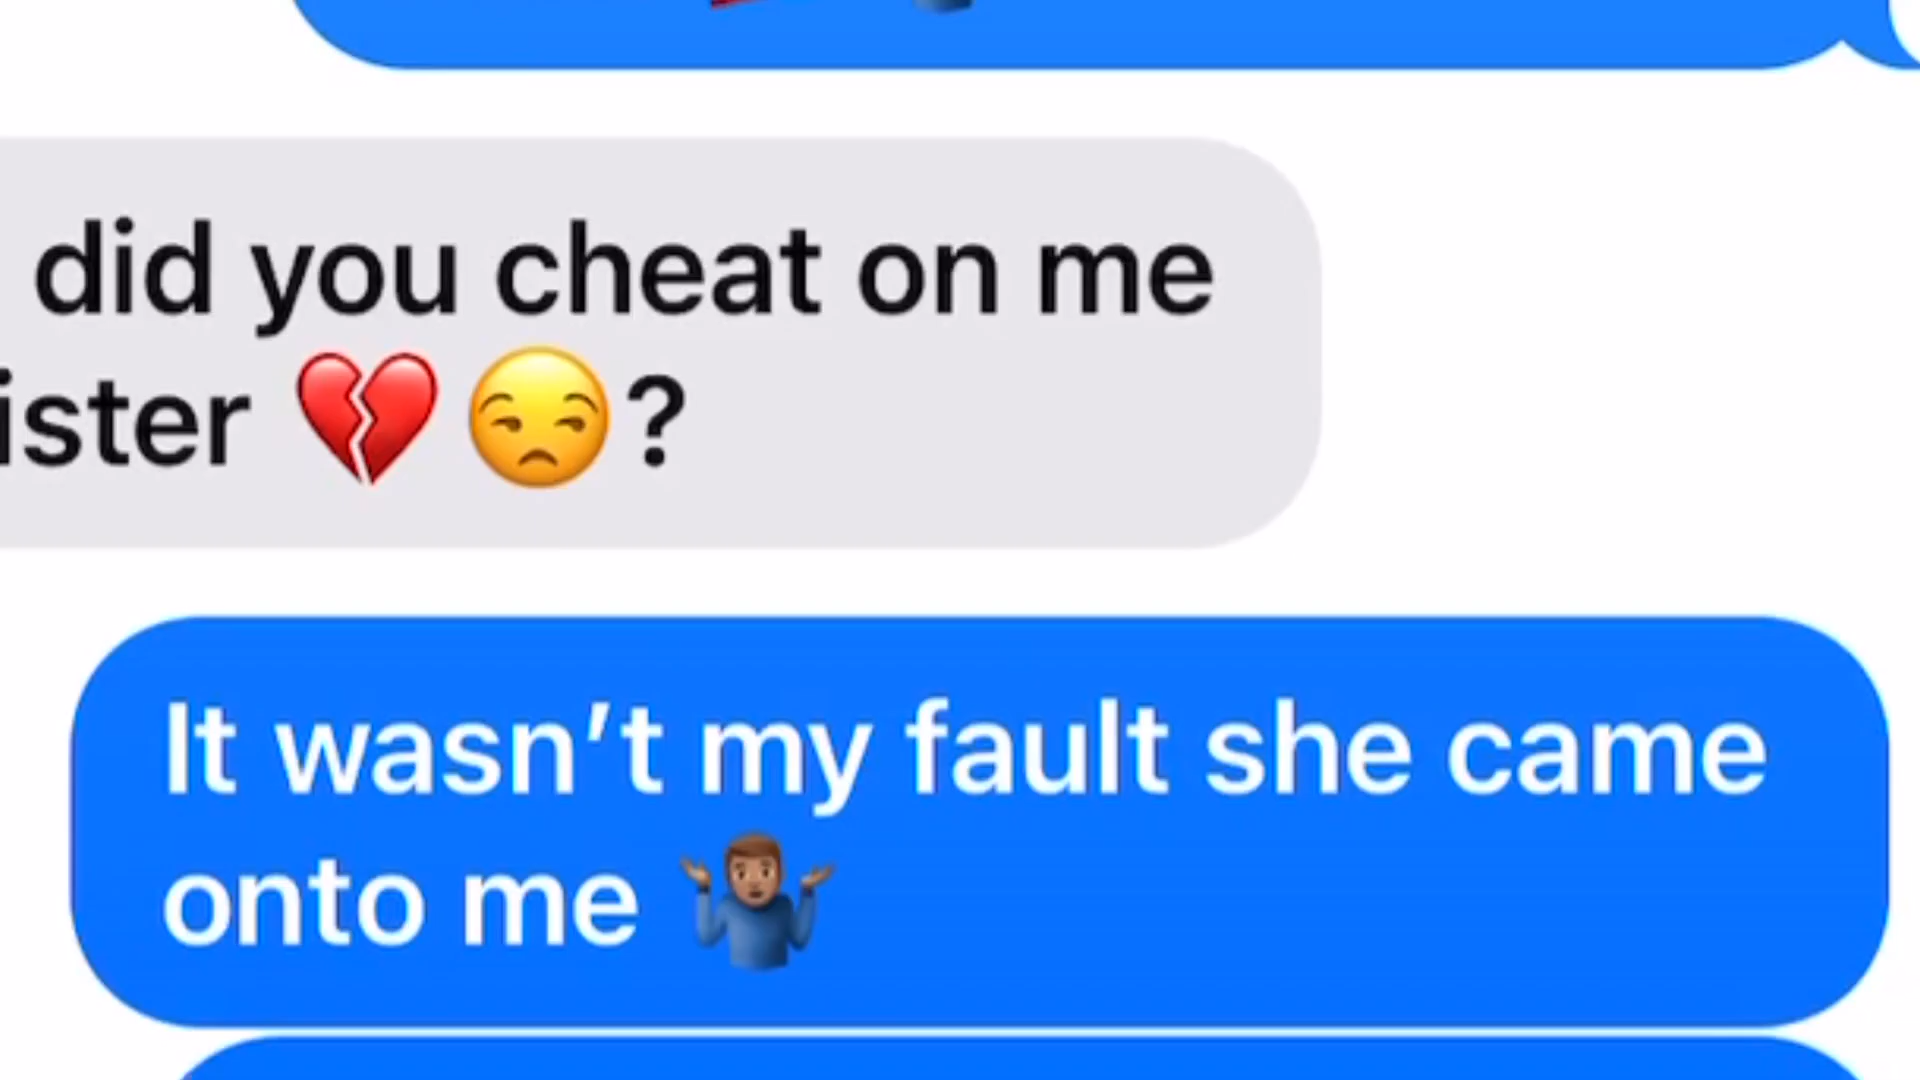 did you cheat on me
ister 💔😒?
It wasn’t my fault she came
onto me 🤷🏽‍♂️